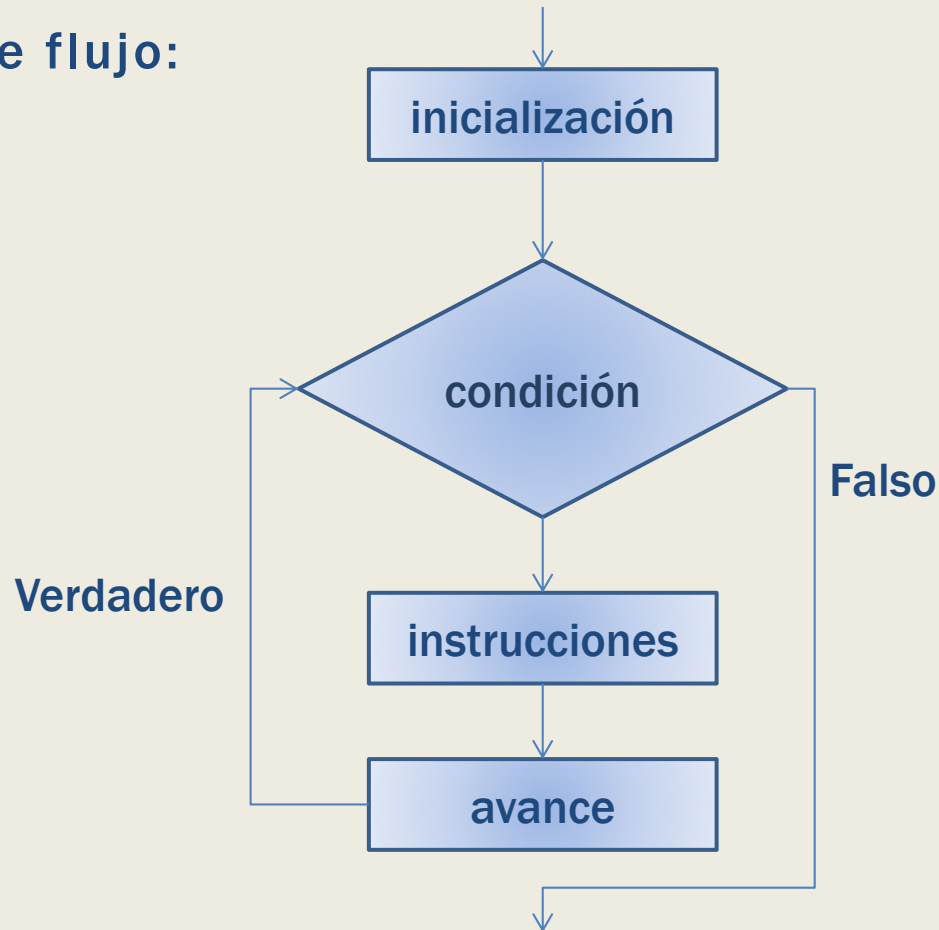 e flujo:
inicialización
condición
Falso
Verdadero
instrucciones
avance